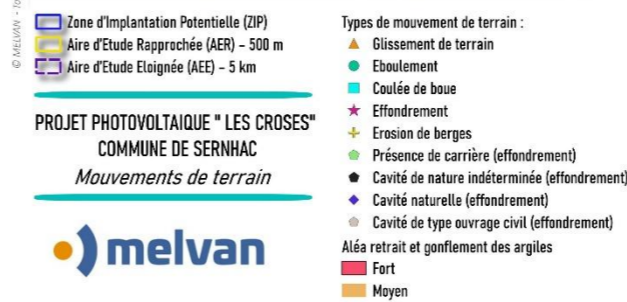 © MELVAN
Zone d'Implantation Potentielle (ZIP)
Aire d'Etude Rapprochée (AER) – 500 m
Aire d'Etude Eloignée (AEE) – 5 km
PROJET PHOTOVOLTAIQUE " LES CROSES"
COMMUNE DE SERNHAC
Mouvements de terrain
melvan
Types de mouvement de terrain :
Glissement de terrain
Eboulement
Coulée de boue
Effondrement
Erosion de berges
Présence de carrière (effondrement)
Cavité de nature indéterminée (effondrement)
Cavité naturelle (effondrement)
Cavité de type ouvrage civil (effondrement)
Aléa retrait et gonflement des argiles
Fort
Moyen